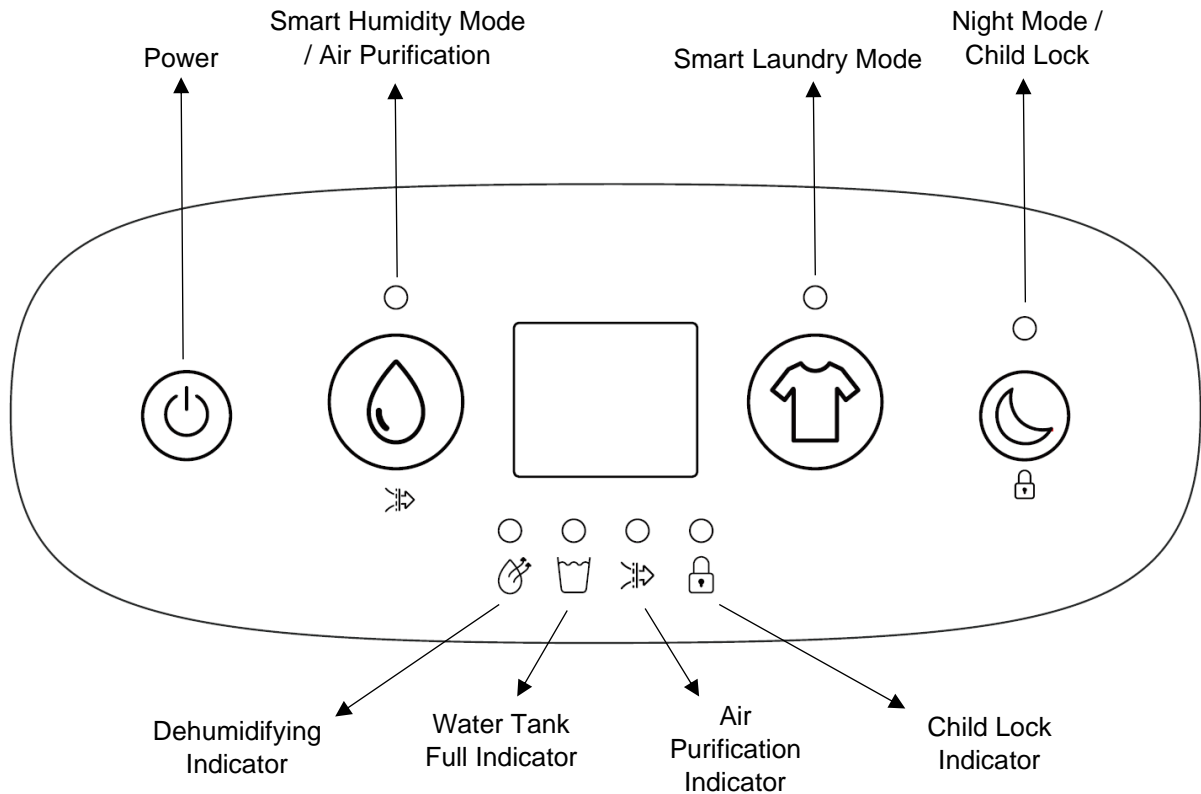 Power
Smart Humidity Mode
/ Air Purification
Smart Laundry Mode
Night Mode /
Child Lock
Dehumidifying
Indicator
Water Tank
Full Indicator
Air
Purification
Indicator
Child Lock
Indicator